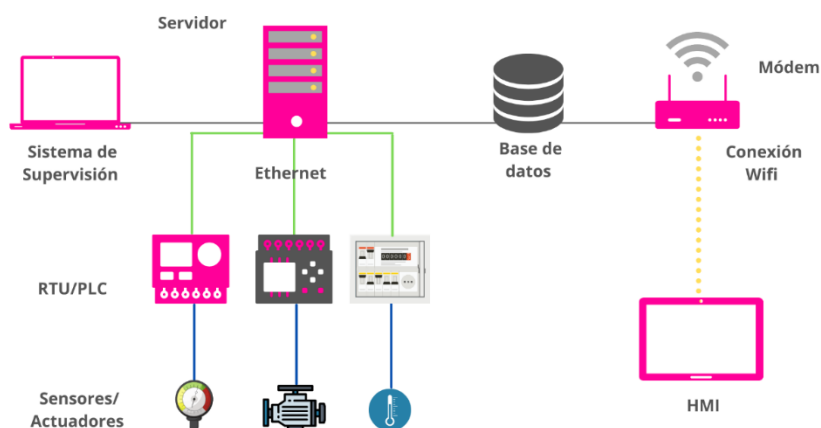 Servidor
Módem
Sistema de
Supervisión
Ethernet
Base de
datos
Conexión
Wifi
RTU/PLC
Sensores/
Actuadores
HMI